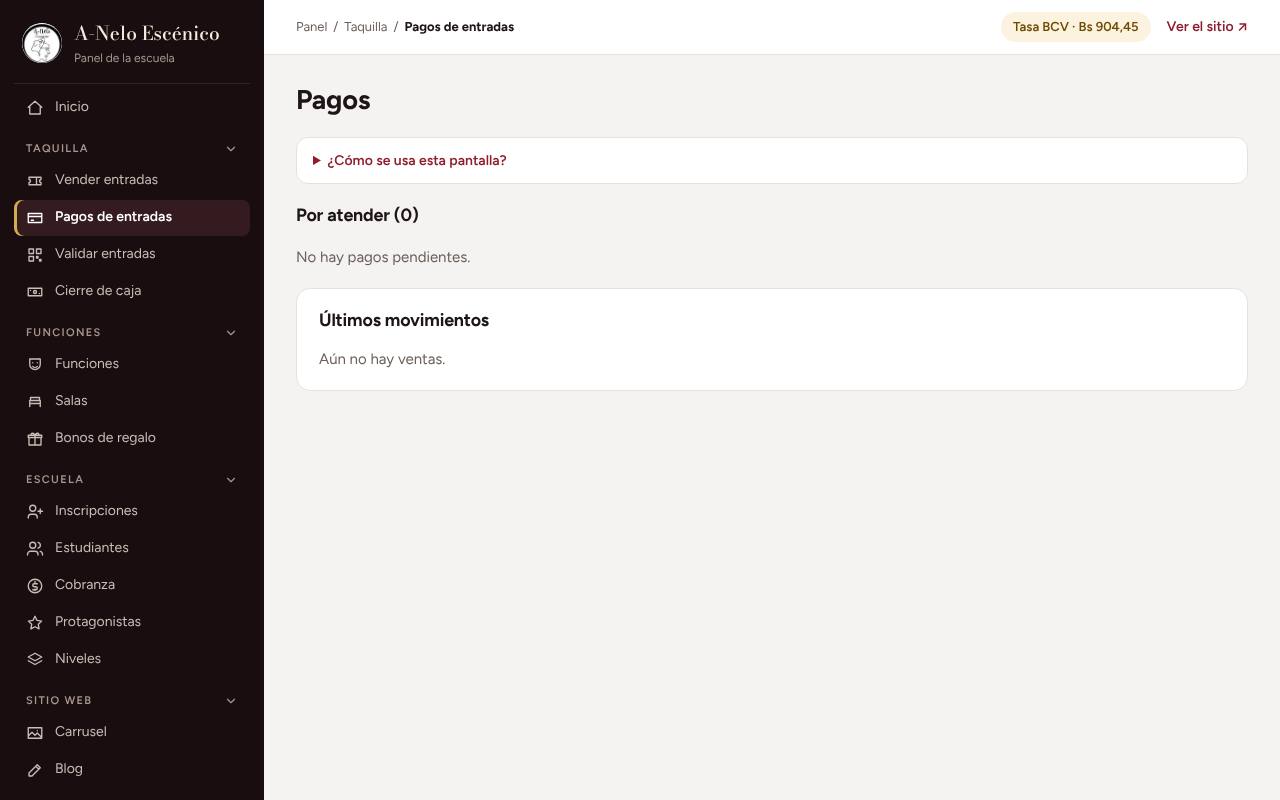 A-Nelo Escénico
Panel de la escuela
Inicio
TAQUILLA
Vender entradas
Pagos de entradas
Validar entradas
Cierre de caja
FUNCIONES
Funciones
Salas
Bonos de regalo
ESCUELA
Inscripciones
Estudiantes
Cobranza
Protagonistas
Niveles
SITIO WEB
Carrusel
Blog
Panel / Taquilla / Pagos de entradas
Tasa BCV · Bs 904,45
Ver el sitio ↗
Pagos
¿Cómo se usa esta pantalla?
Por atender (0)
No hay pagos pendientes.
Últimos movimientos
Aún no hay ventas.